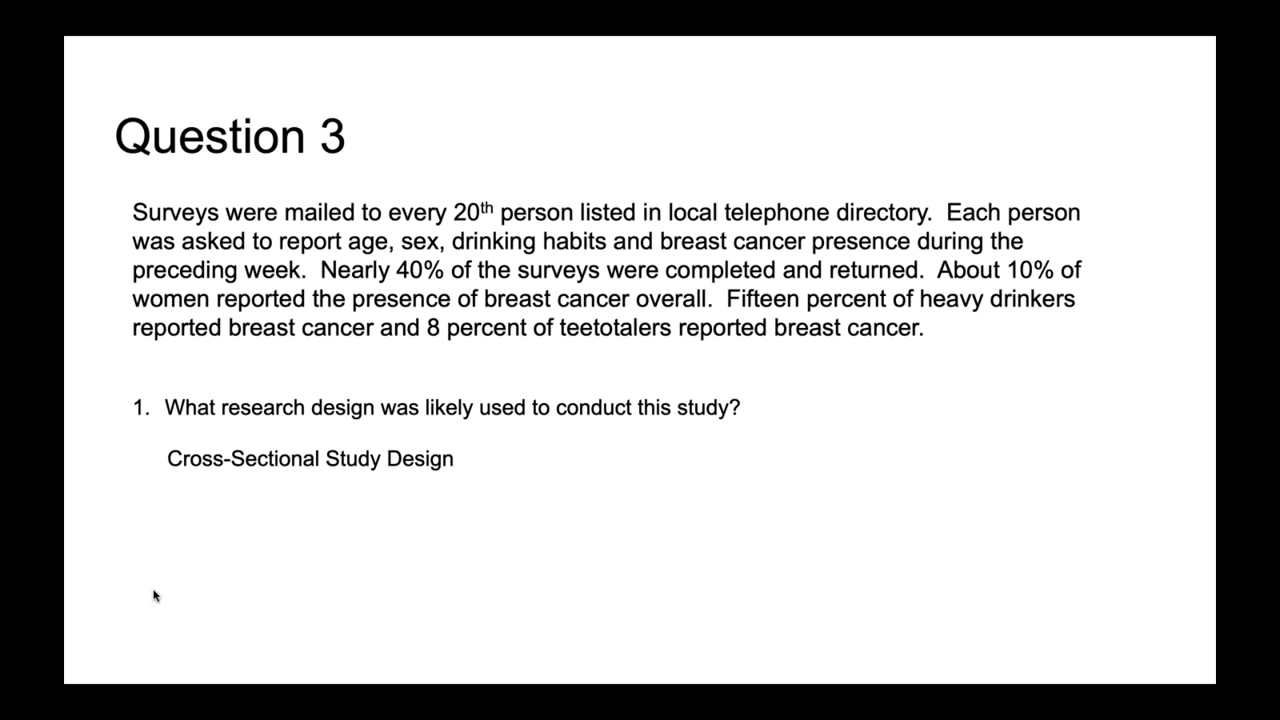 Question 3
Surveys were mailed to every 20th person listed in local telephone directory.  Each person
was asked to report age, sex, drinking habits and breast cancer presence during the
preceding week.  Nearly 40% of the surveys were completed and returned.  About 10% of
women reported the presence of breast cancer overall.  Fifteen percent of heavy drinkers
reported breast cancer and 8 percent of teetotalers reported breast cancer.
1. What research design was likely used to conduct this study?
Cross-Sectional Study Design